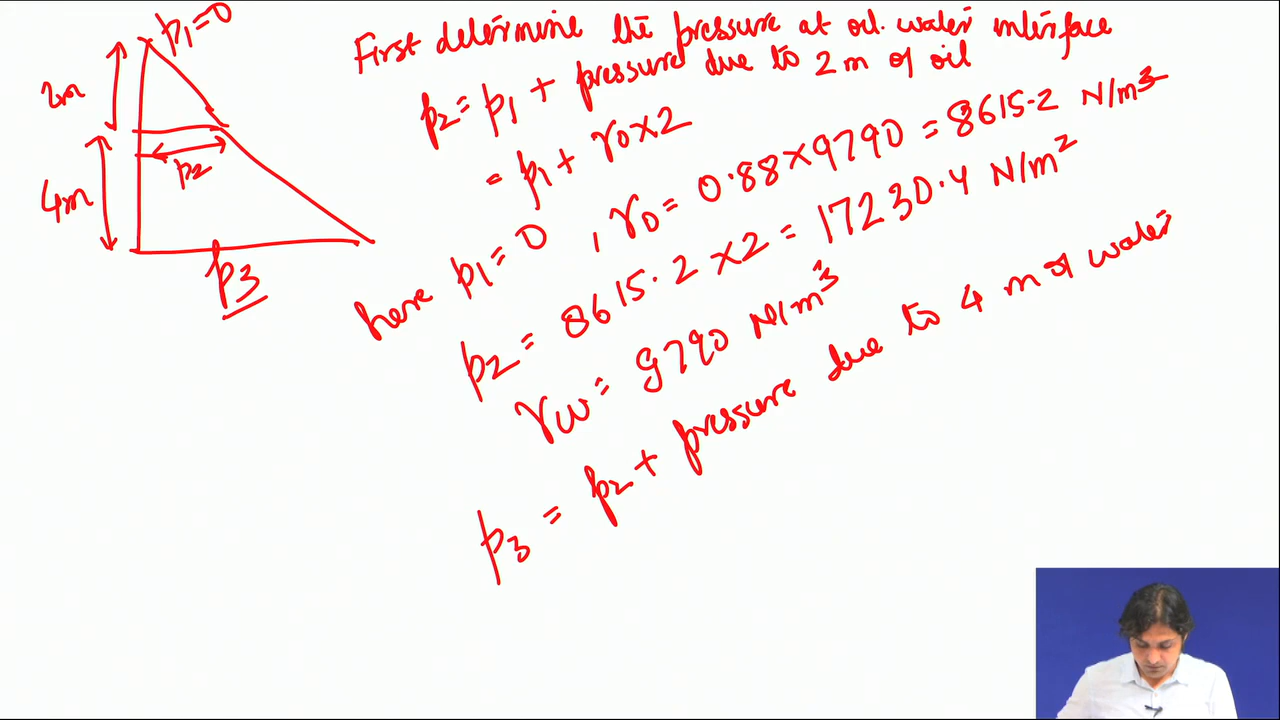 p1=0
2m
p2
4m
p3
First determine the pressure at oil-water interface
p2 = p1 + pressure due to 2 m of oil
= p1 + γo×2
here p1 = 0 , γo = 0.88×9790 = 8615.2 N/m³
p2 = 8615.2 ×2 = 17230.4 N/m²
γw = 9790 N/m³
p3 = p2 + pressure due to 4 m of water